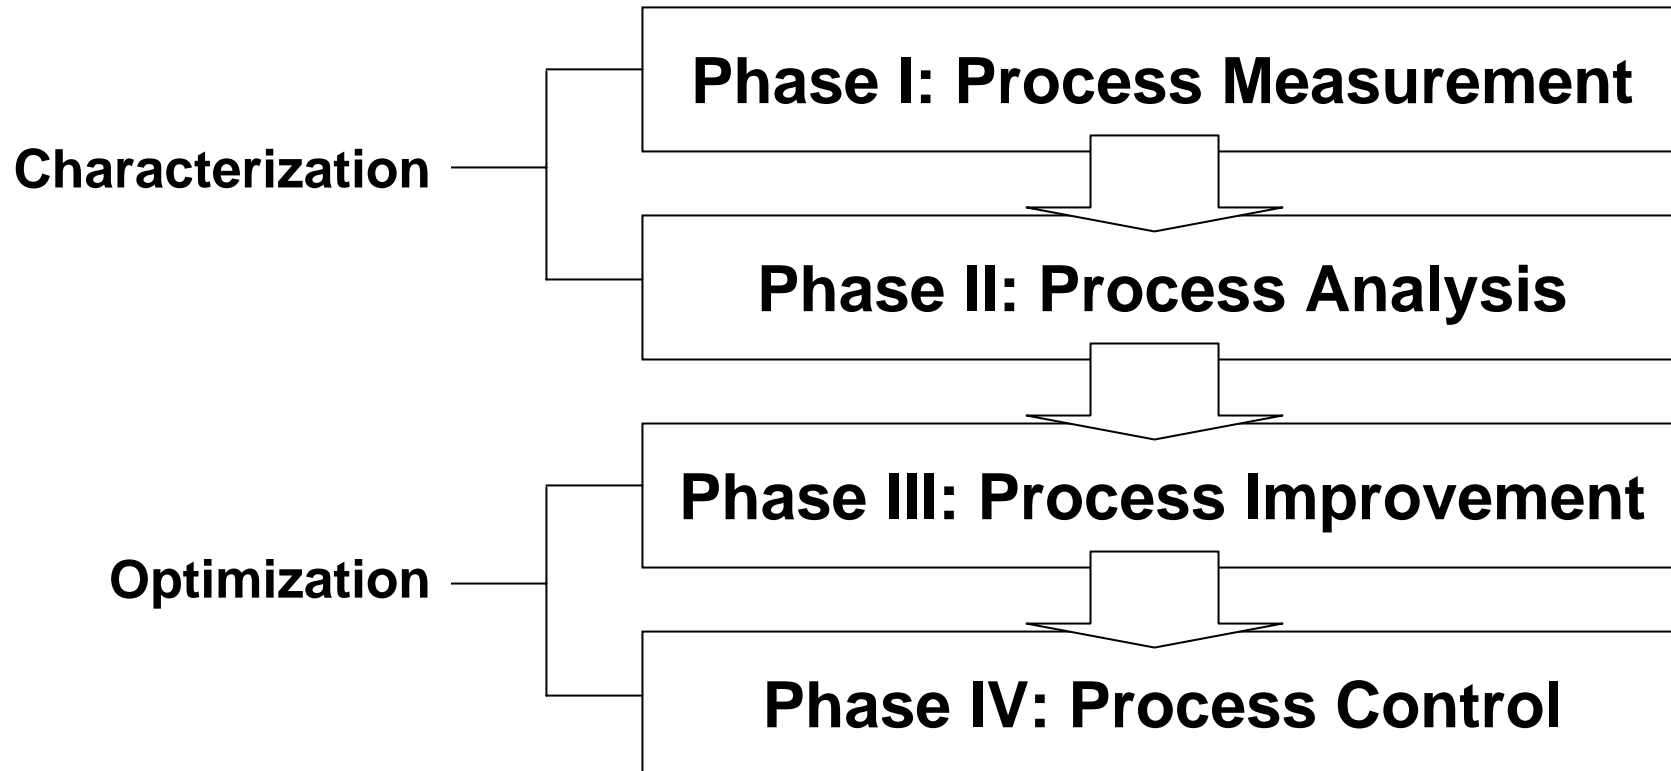 Phase I: Process Measurement
Characterization
Phase II: Process Analysis
Phase III: Process Improvement
Optimization
Phase IV: Process Control